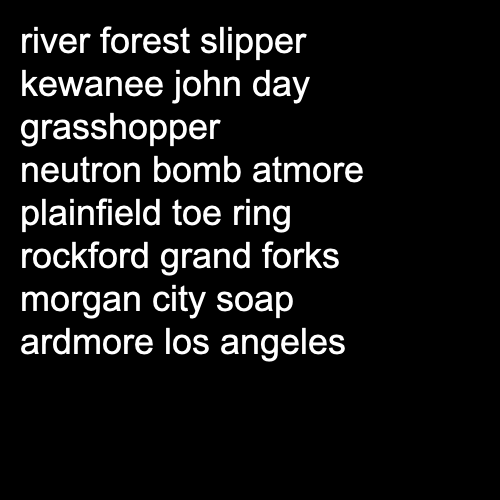 river forest slipper
kewanee john day
grasshopper
neutron bomb atmore
plainfield toe ring
rockford grand forks
morgan city soap
ardmore los angeles